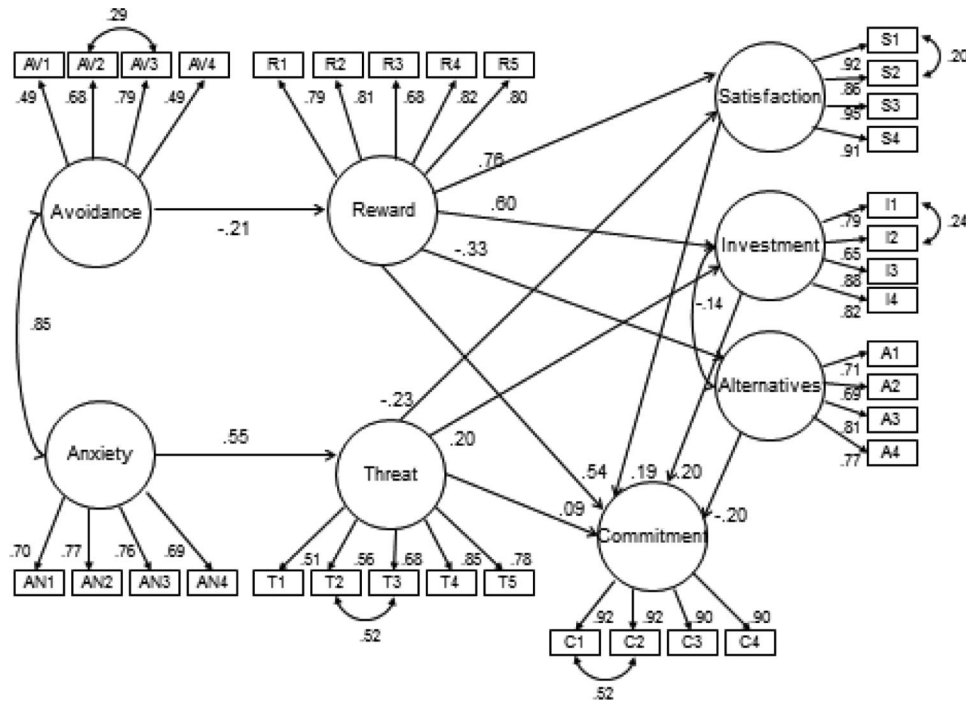 .29
AV1 AV2 AV3 AV4
.49 .68 .79 .49
R1 R2 R3 R4 R5
.79 .81 .68 .82 .80
S1
.92
S2
.20
.86
S3
.95
S4
.91
Satisfaction
Avoidance
-.21
Reward
.76
.60
-.33
Investment
I1
.79
I2
.24
.65
I3
.88
I4
.82
-.14
.85
Alternatives
A1
.71
A2
.69
A3
.81
A4
.77
Anxiety
.55
Threat
-.23
.20
.09
.54
.19
.20
-.20
Commitment
.70 .77 .76 .69
AN1 AN2 AN3 AN4
.51 .56 .68 .85 .78
T1 T2 T3 T4 T5
.52
.92 .92 .90 .90
C1 C2 C3 C4
.52